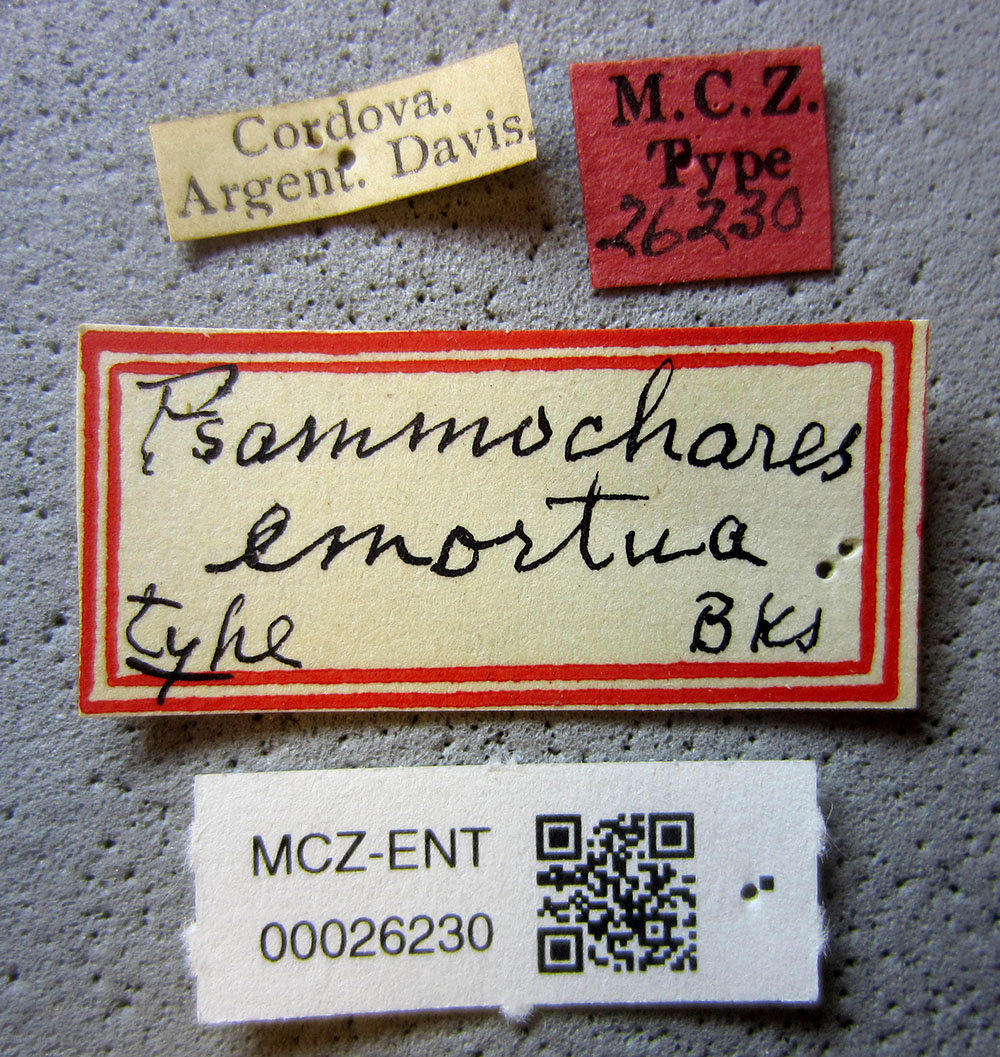 Cordova.
Argent. Davis.
M.C.Z.
Type
26230
Psammochares
emortua
type Bks
MCZ-ENT
00026230